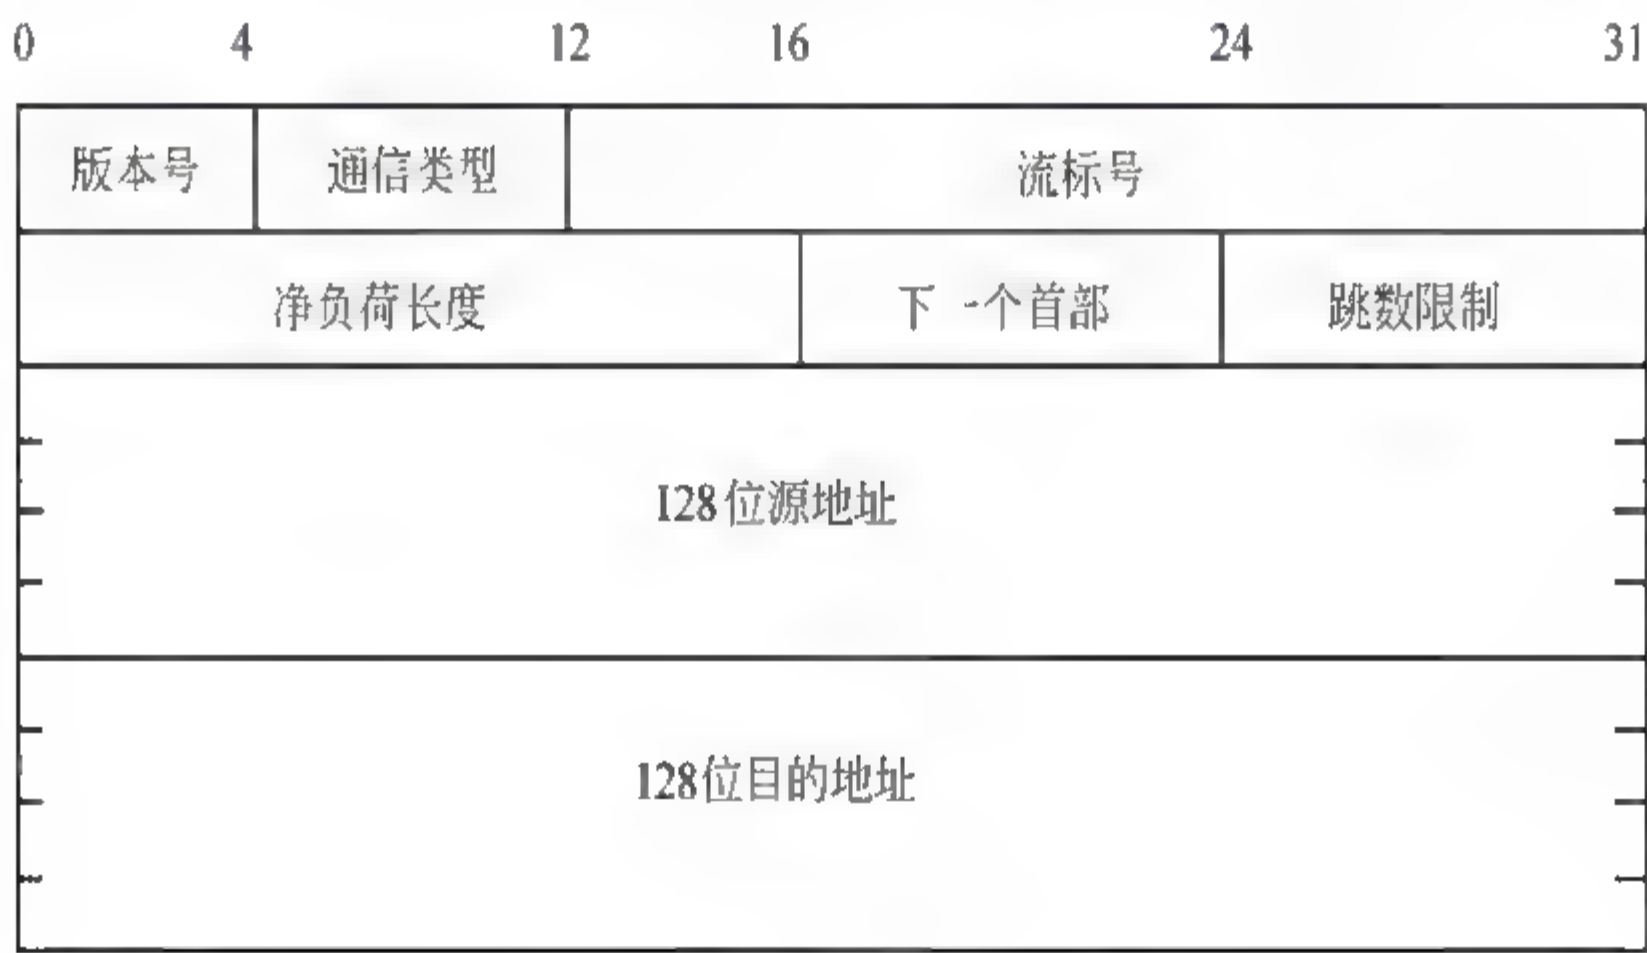 0 4 12 16 24 31
版本号 通信类型 流标号
净负荷长度 下一个首部 跳数限制
128位源地址
128位目的地址